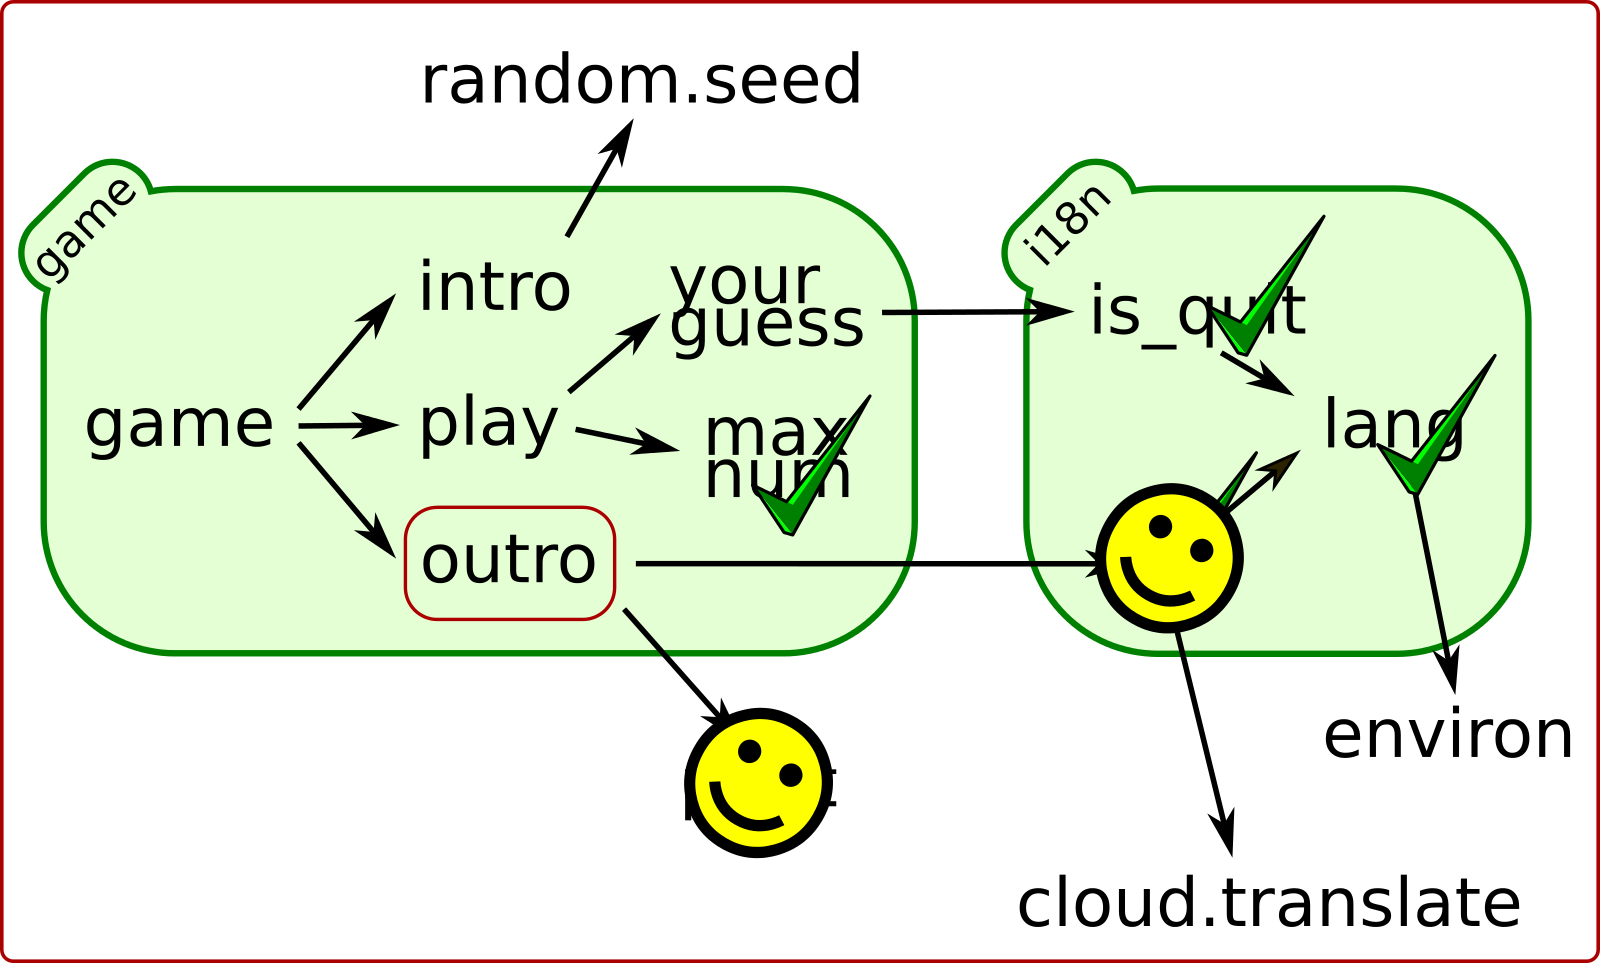 random.seed
game
i18n
intro
your
guess
is_quit
game
play
max
num
lang
outro
environ
cloud.translate